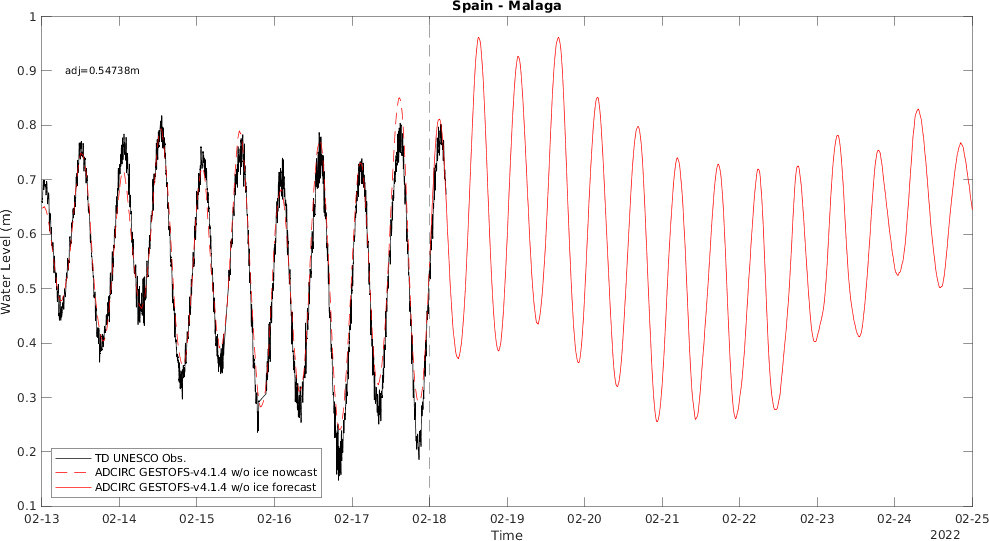 Spain - Malaga
adj=0.54738m
Water Level (m)
1
0.9
0.8
0.7
0.6
0.5
0.4
0.3
0.2
0.1
TD UNESCO Obs.
ADCIRC GESTOFS-v4.1.4 w/o ice nowcast
ADCIRC GESTOFS-v4.1.4 w/o ice forecast
02-13 02-14 02-15 02-16 02-17 02-18 02-19 02-20 02-21 02-22 02-23 02-24 02-25
Time
2022